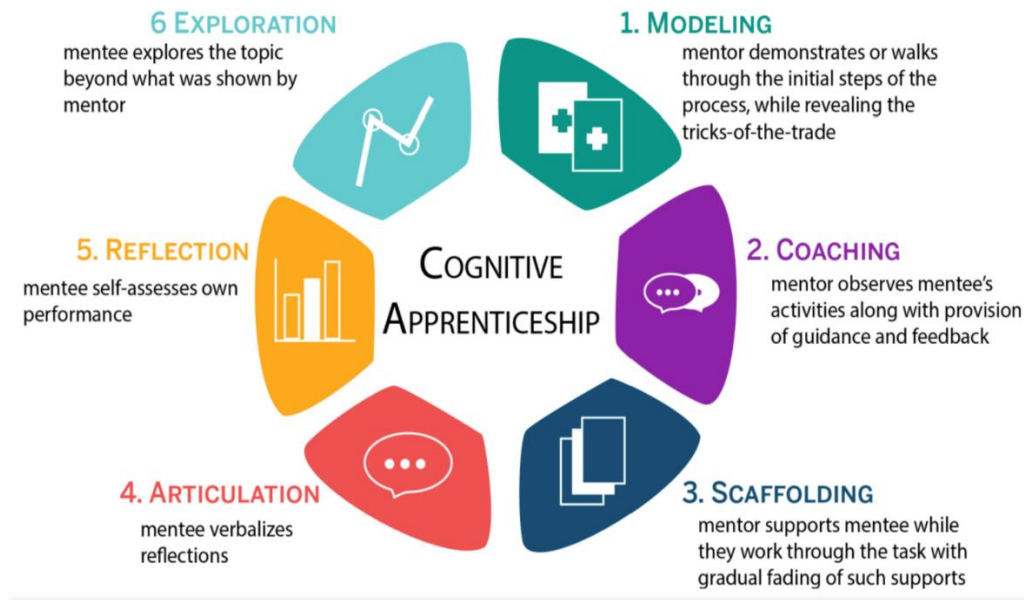 6 EXPLORATION
mentee explores the topic
beyond what was shown by
mentor
1. MODELING
mentor demonstrates or walks
through the initial steps of the
process, while revealing the
tricks-of-the-trade
5. REFLECTION
mentee self-assesses own
performance
COGNITIVE
APPRENTICESHIP
2. COACHING
mentor observes mentee's
activities along with provision
of guidance and feedback
4. ARTICULATION
mentee verbalizes
reflections
3. SCAFFOLDING
mentor supports mentee while
they work through the task with
gradual fading of such supports